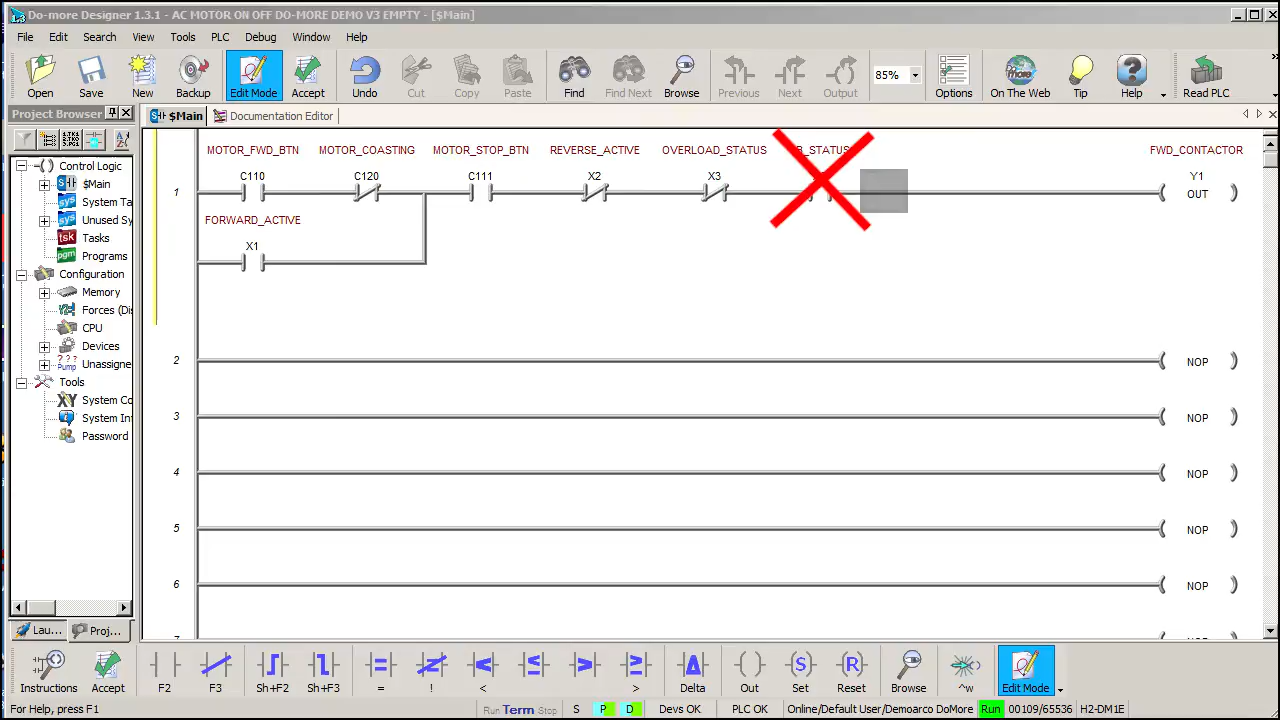 Do-more Designer 1.3.1 - AC MOTOR ON OFF DO-MORE DEMO V3 EMPTY - [$Main]
File Edit Search View Tools PLC Debug Window Help
Open Save New Backup Edit Mode Accept Undo Cut Copy Paste Find Find Next Browse Previous Next Output 85% Options On The Web Tip Help Read PLC
Project Browser
$Main Documentation Editor
Control Logic
$Main
System Ta
Unused Sy
Tasks
Programs
Configuration
Memory
Forces (Dis
CPU
Devices
Unassigne
Tools
System Co
System Inf
Password
Lau... Proj...
MOTOR_FWD_BTN MOTOR_COASTING MOTOR_STOP_BTN REVERSE_ACTIVE OVERLOAD_STATUS _STATUS FWD_CONTACTOR
C110 C120 C111 X2 X3 Y1
1 OUT
FORWARD_ACTIVE
X1
2 NOP
3 NOP
4 NOP
5 NOP
6 NOP
Instructions Accept F2 F3 Sh+F2 Sh+F3 = ! < ≤ > ≥ > Delta Out Set Reset Browse ^w Edit Mode
For Help, press F1 Run Term Stop S P D Devs OK PLC OK Online/Default User/Demoarco DoMore Run 00109/65536 H2-DM1E